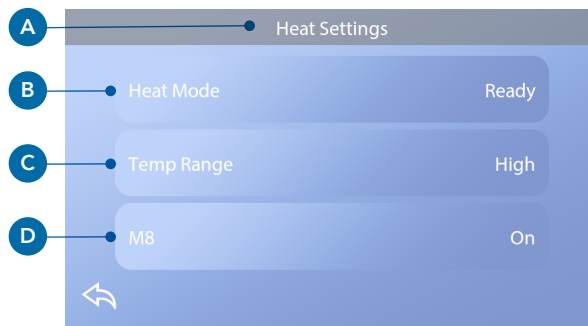 A
Heat Settings
B
Heat Mode Ready
C
Temp Range High
D
M8 On